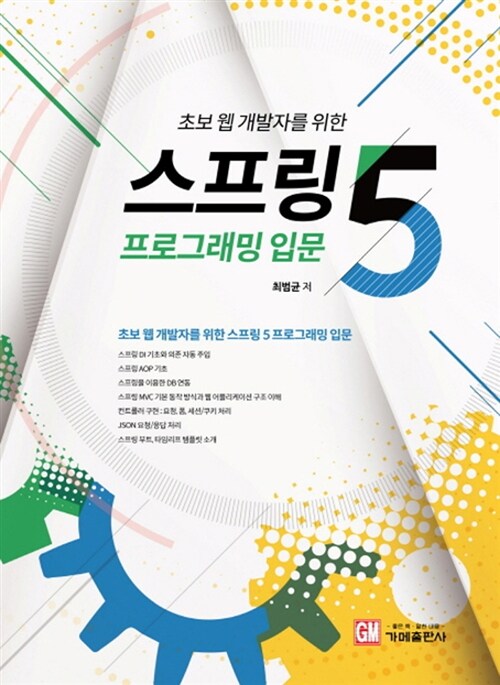 초보 웹 개발자를 위한
스프링 5
프로그래밍 입문
최범균 저
초보 웹 개발자를 위한 스프링 5 프로그래밍 입문
스프링 DI 기초와 의존 자동 주입
스프링 AOP 기초
스프링을 이용한 DB 연동
스프링 MVC 기본 동작 방식과 웹 어플리케이션 구조 이해
컨트롤러 구현 : 요청, 폼, 세션/쿠키 처리
JSON 요청/응답 처리
스프링 부트, 타임리프 템플릿 소개
GM
가메출판사